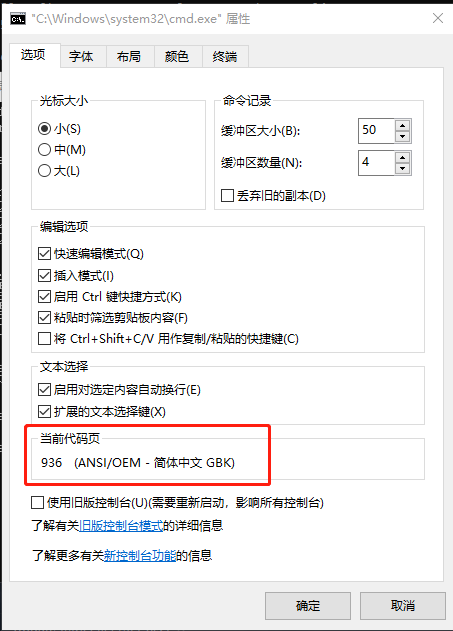 "C:\Windows\system32\cmd.exe" 属性
选项 字体 布局 颜色 终端
光标大小
小(S)
中(M)
大(L)
命令记录
缓冲区大小(B): 50
缓冲区数量(N): 4
丢弃旧的副本(D)
编辑选项
快速编辑模式(Q)
插入模式(I)
启用 Ctrl 键快捷方式(K)
粘贴时筛选剪贴板内容(F)
将 Ctrl+Shift+C/V 用作复制/粘贴的快捷键(C)
文本选择
启用对选定内容自动换行(E)
扩展的文本选择键(X)
当前代码页
936 (ANSI/OEM - 简体中文 GBK)
使用旧版控制台(U)(需要重新启动，影响所有控制台)
了解有关旧版控制台模式的详细信息
了解更多有关新控制台功能的信息
确定 取消